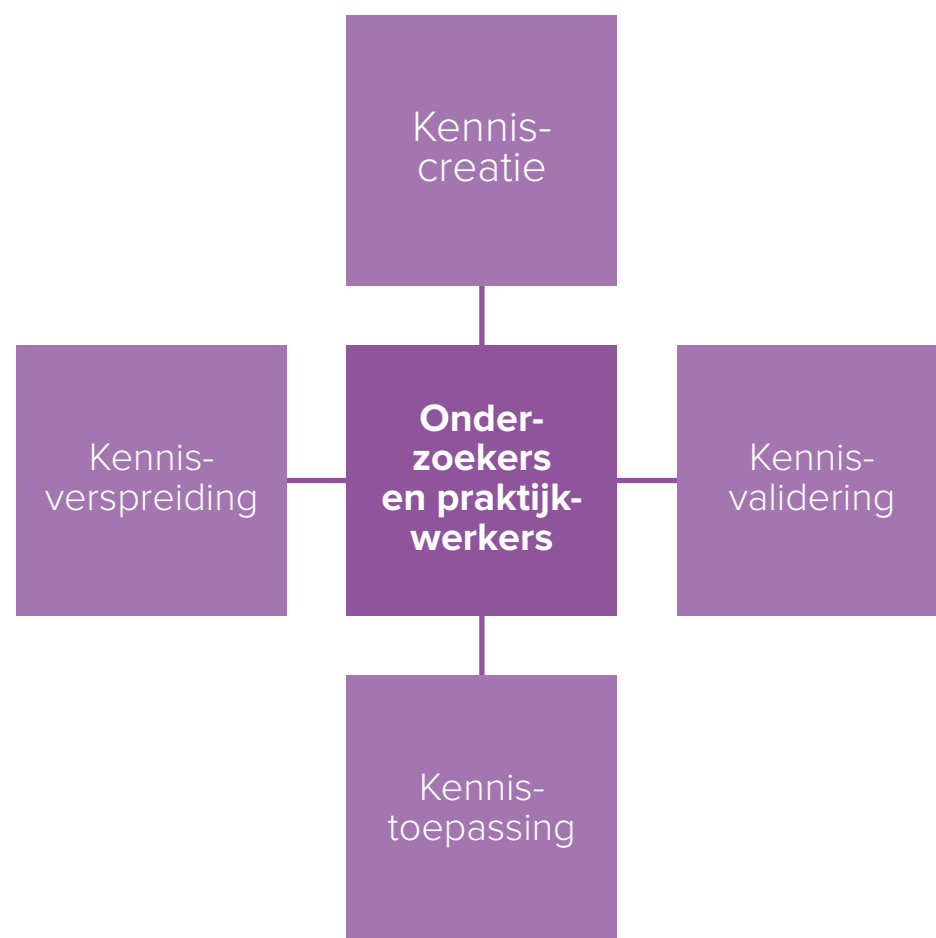 Kennis-
creatie
Kennis-
verspreiding
Onder-
zoekers
en praktijk-
werkers
Kennis-
validering
Kennis-
toepassing